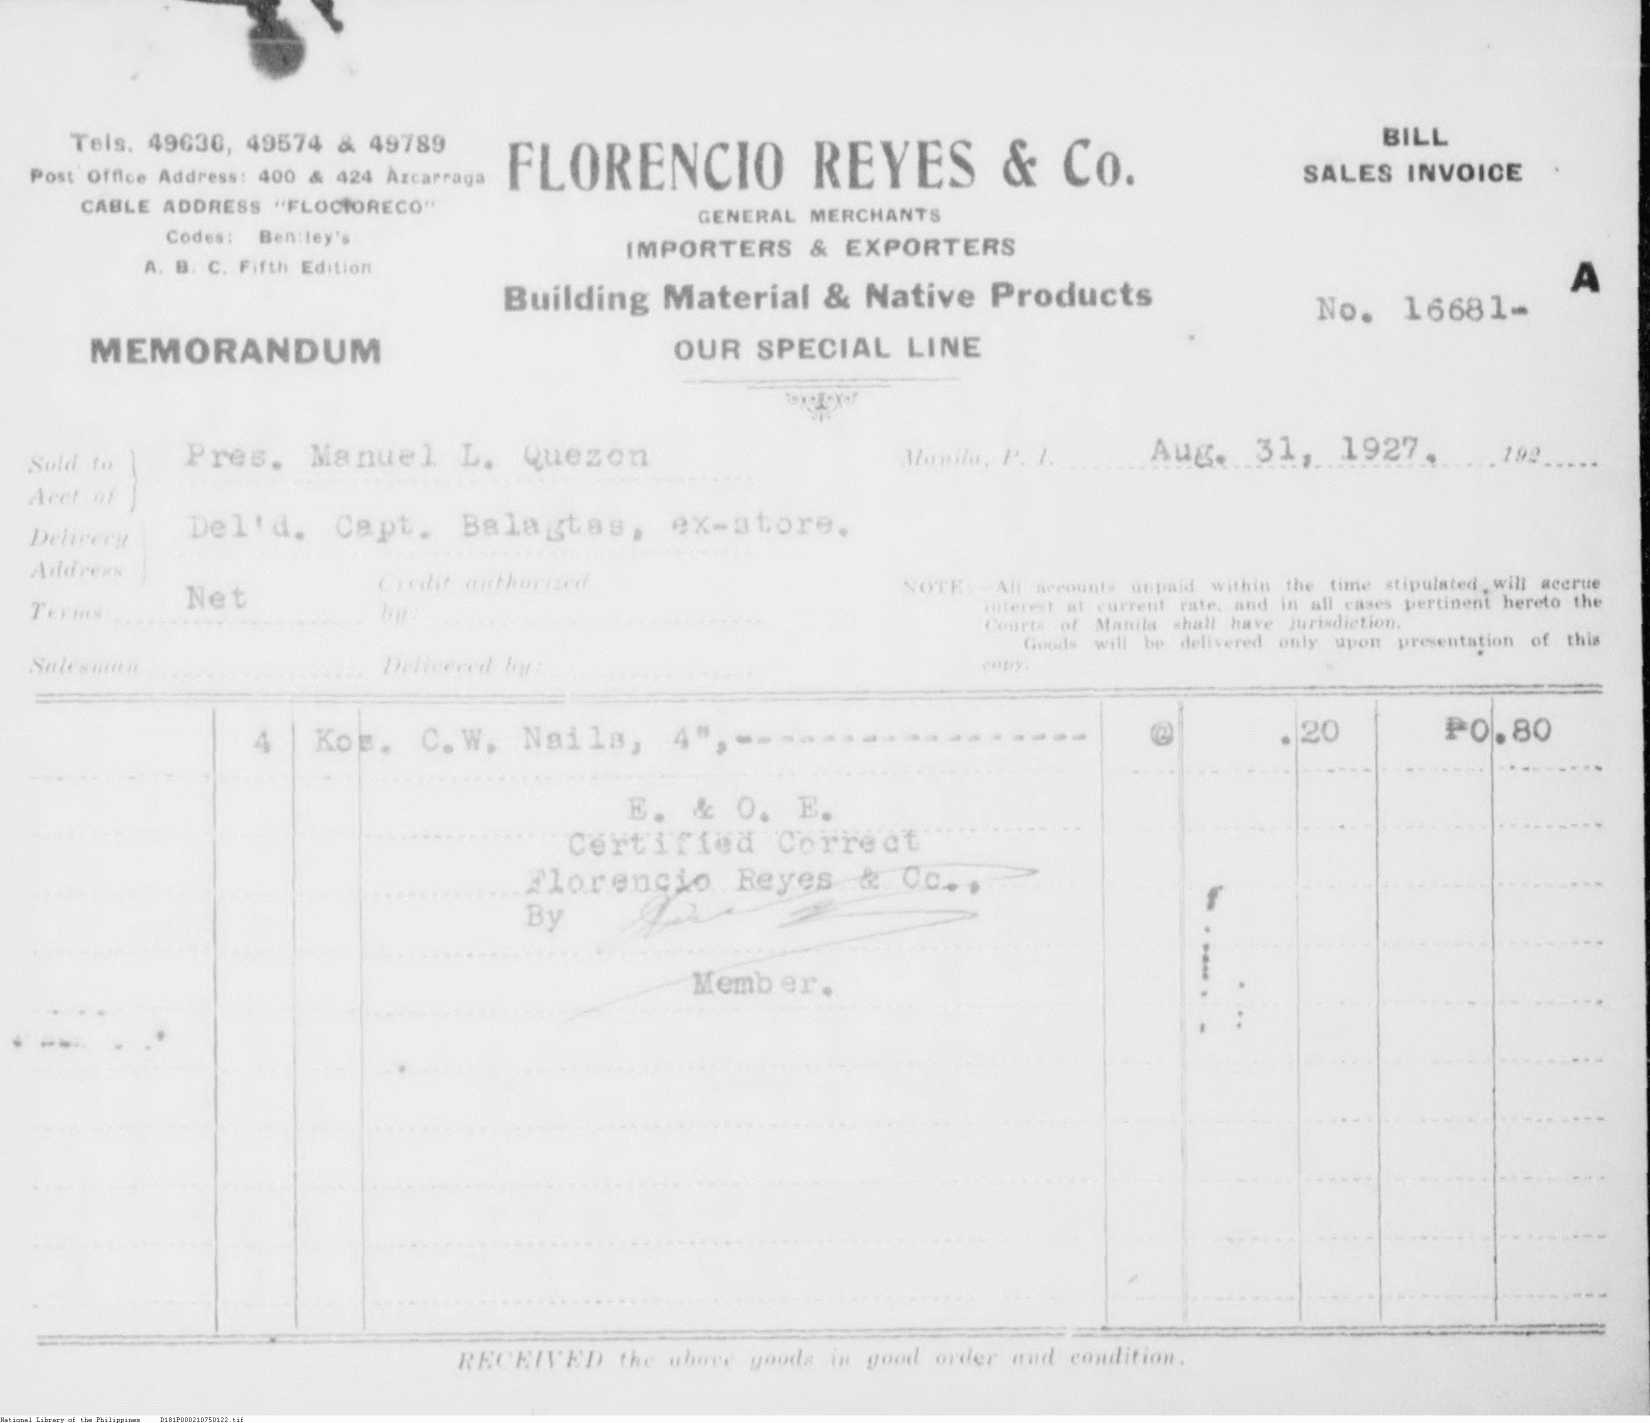 Tels. 49636, 49574 & 49789
Post Office Address: 400 & 424 Azcarraga
CABLE ADDRESS "FLOCTORECO"
Codes: Bentley's
A. B. C. Fifth Edition
MEMORANDUM
FLORENCIO REYES & Co.
GENERAL MERCHANTS
IMPORTERS & EXPORTERS
Building Material & Native Products
OUR SPECIAL LINE
BILL
SALES INVOICE
A
No. 16681-
Sold to Pres. Manuel L. Quezon
Acct of
Manila, P. I. Aug. 31, 1927. 192
Delivery Del'd. Capt. Balagtas, ex-store.
Address
Terms Net
Credit authorized
by:
Salesman Delivered by:
NOTE:—All accounts unpaid within the time stipulated, will accrue
interest at current rate, and in all cases pertinent hereto the
Courts of Manila shall have jurisdiction.
Goods will be delivered only upon presentation of this
copy.
4 Kos. C.W. Nails, 4",----------------- @ .20 ₱0.80
E. & O. E.
Certified Correct
Florencio Reyes & Co.,
By
Member.
RECEIVED the above goods in good order and condition.
National Library of the Philippines D181P000210750122.tif